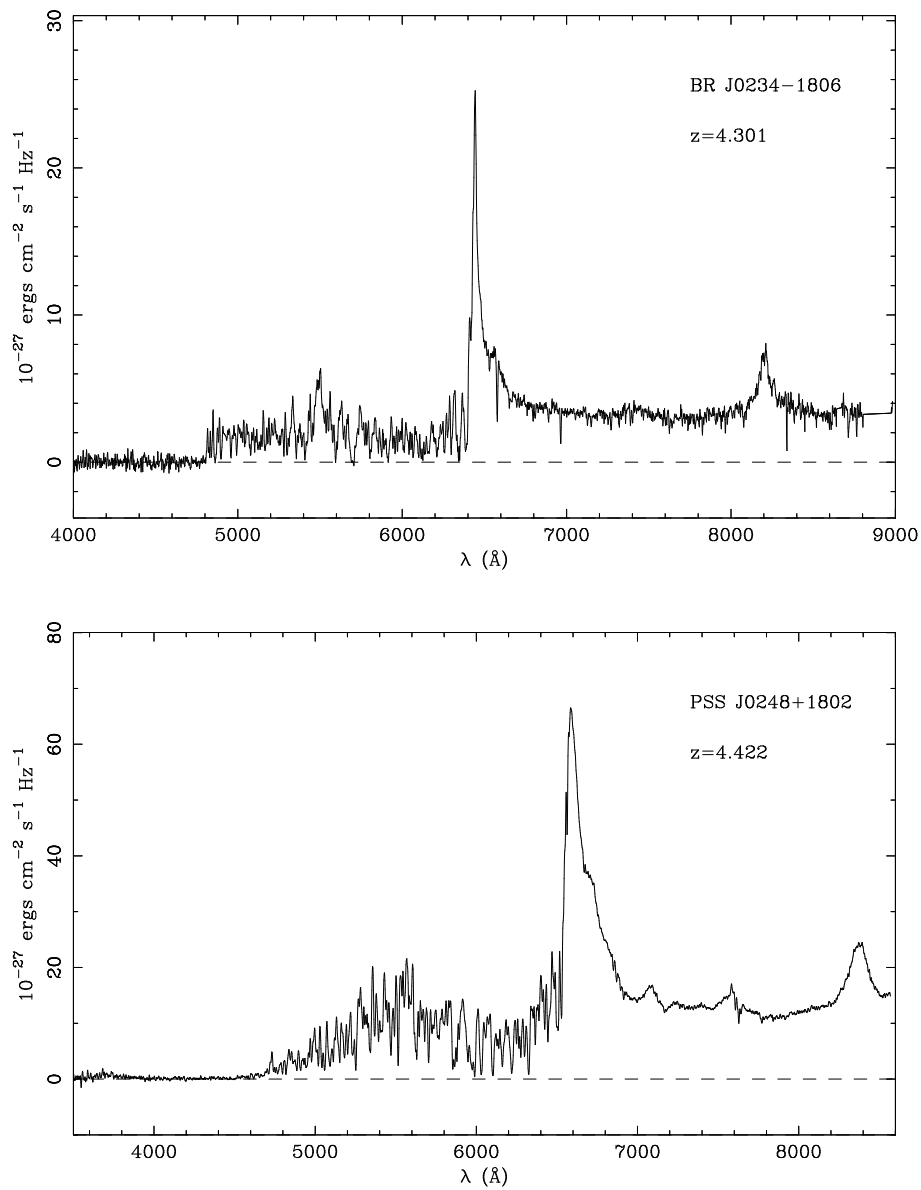 30
20
10
0
10−27 ergs cm−2 s−1 Hz−1
BR J0234−1806
z=4.301
4000 5000 6000 7000 8000 9000
λ (Å)
80
60
40
20
0
10−27 ergs cm−2 s−1 Hz−1
PSS J0248+1802
z=4.422
4000 5000 6000 7000 8000
λ (Å)